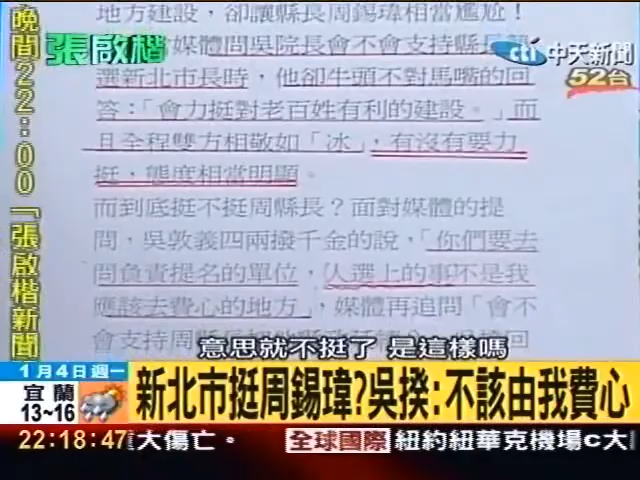 晚間22:00「張啟楷新聞
張啟楷
中天新聞
52台
地方建設，卻讓縣長周錫瑋相當尷尬！
媒體問吳院長會不會支持縣長
選新北市長時，他卻牛頭不對馬嘴的回
答：「會力挺對老百姓有利的建設。」而
且全程雙方相敬如「冰」，有沒有要力
挺，態度相當明顯。
而到底挺不挺周縣長？面對媒體的提
問，吳敦義四兩撥千金的說，「你們要去
問負責提名的單位，人選上的事不是我
應該去費心的地方」，媒體再追問「會不
會支持周縣長
意思就不挺了 是這樣嗎
1月4日週一
宜蘭
13~16
新北市挺周錫瑋?吳揆:不該由我費心
22:18:47
重大傷亡。
全球國際
紐約紐華克機場C大